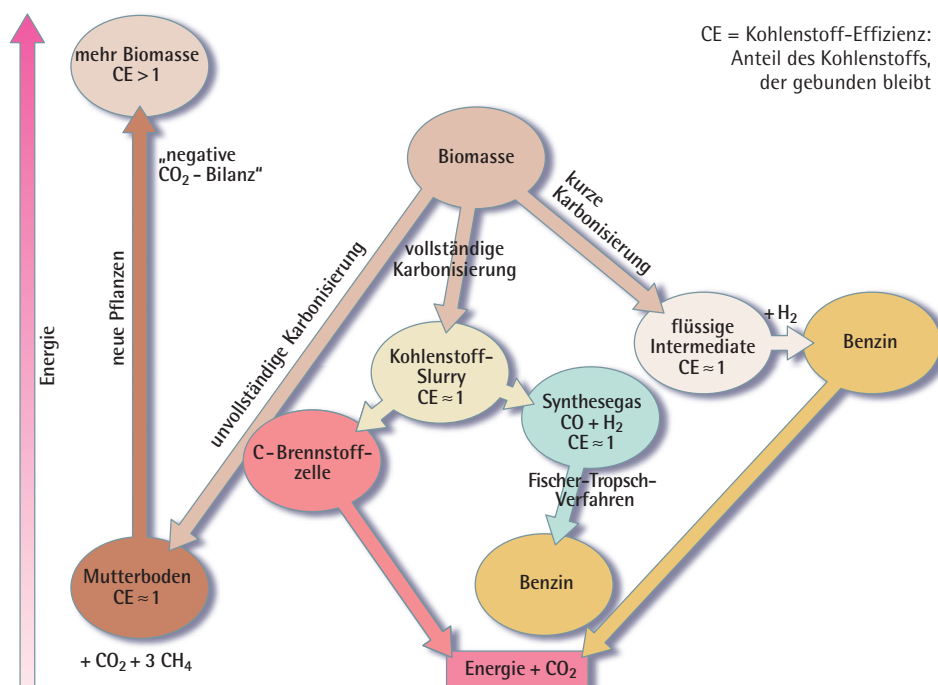 CE = Kohlenstoff-Effizienz:
Anteil des Kohlenstoffs,
der gebunden bleibt
Energie
mehr Biomasse
CE > 1
„negative
CO₂ - Bilanz“
neue Pflanzen
Mutterboden
CE ≈ 1
+ CO₂ + 3 CH₄
Biomasse
unvollständige Karbonisierung
vollständige
Karbonisierung
kurze
Karbonisierung
Kohlenstoff-
Slurry
CE ≈ 1
C-Brennstoff-
zelle
Synthesegas
CO + H₂
CE ≈ 1
Fischer-Tropsch-
Verfahren
Benzin
flüssige
Intermediate
CE ≈ 1
+ H₂
Benzin
Energie + CO₂